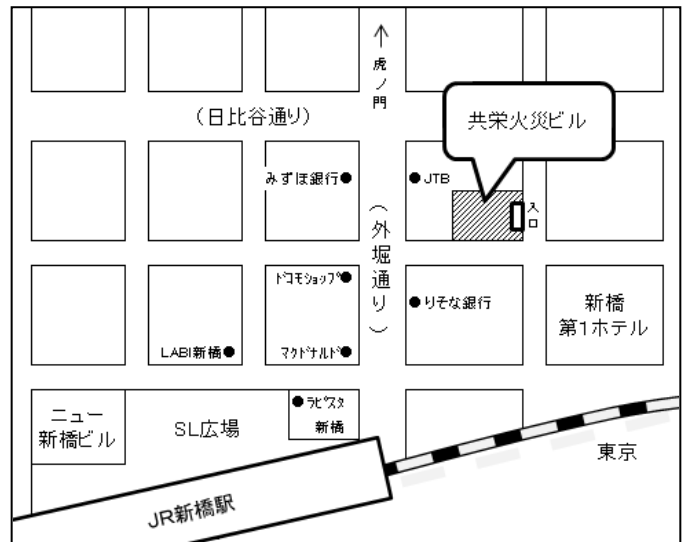 ↑
虎ノ門
(日比谷通り)
共栄火災ビル
みずほ銀行●
●JTB
入口
(外堀通り)
ドコモショップ●
●りそな銀行
新橋
第1ホテル
LABI新橋●
マクドナルド●
ニュー
新橋ビル
SL広場
●ラピスタ
新橋
東京
JR新橋駅